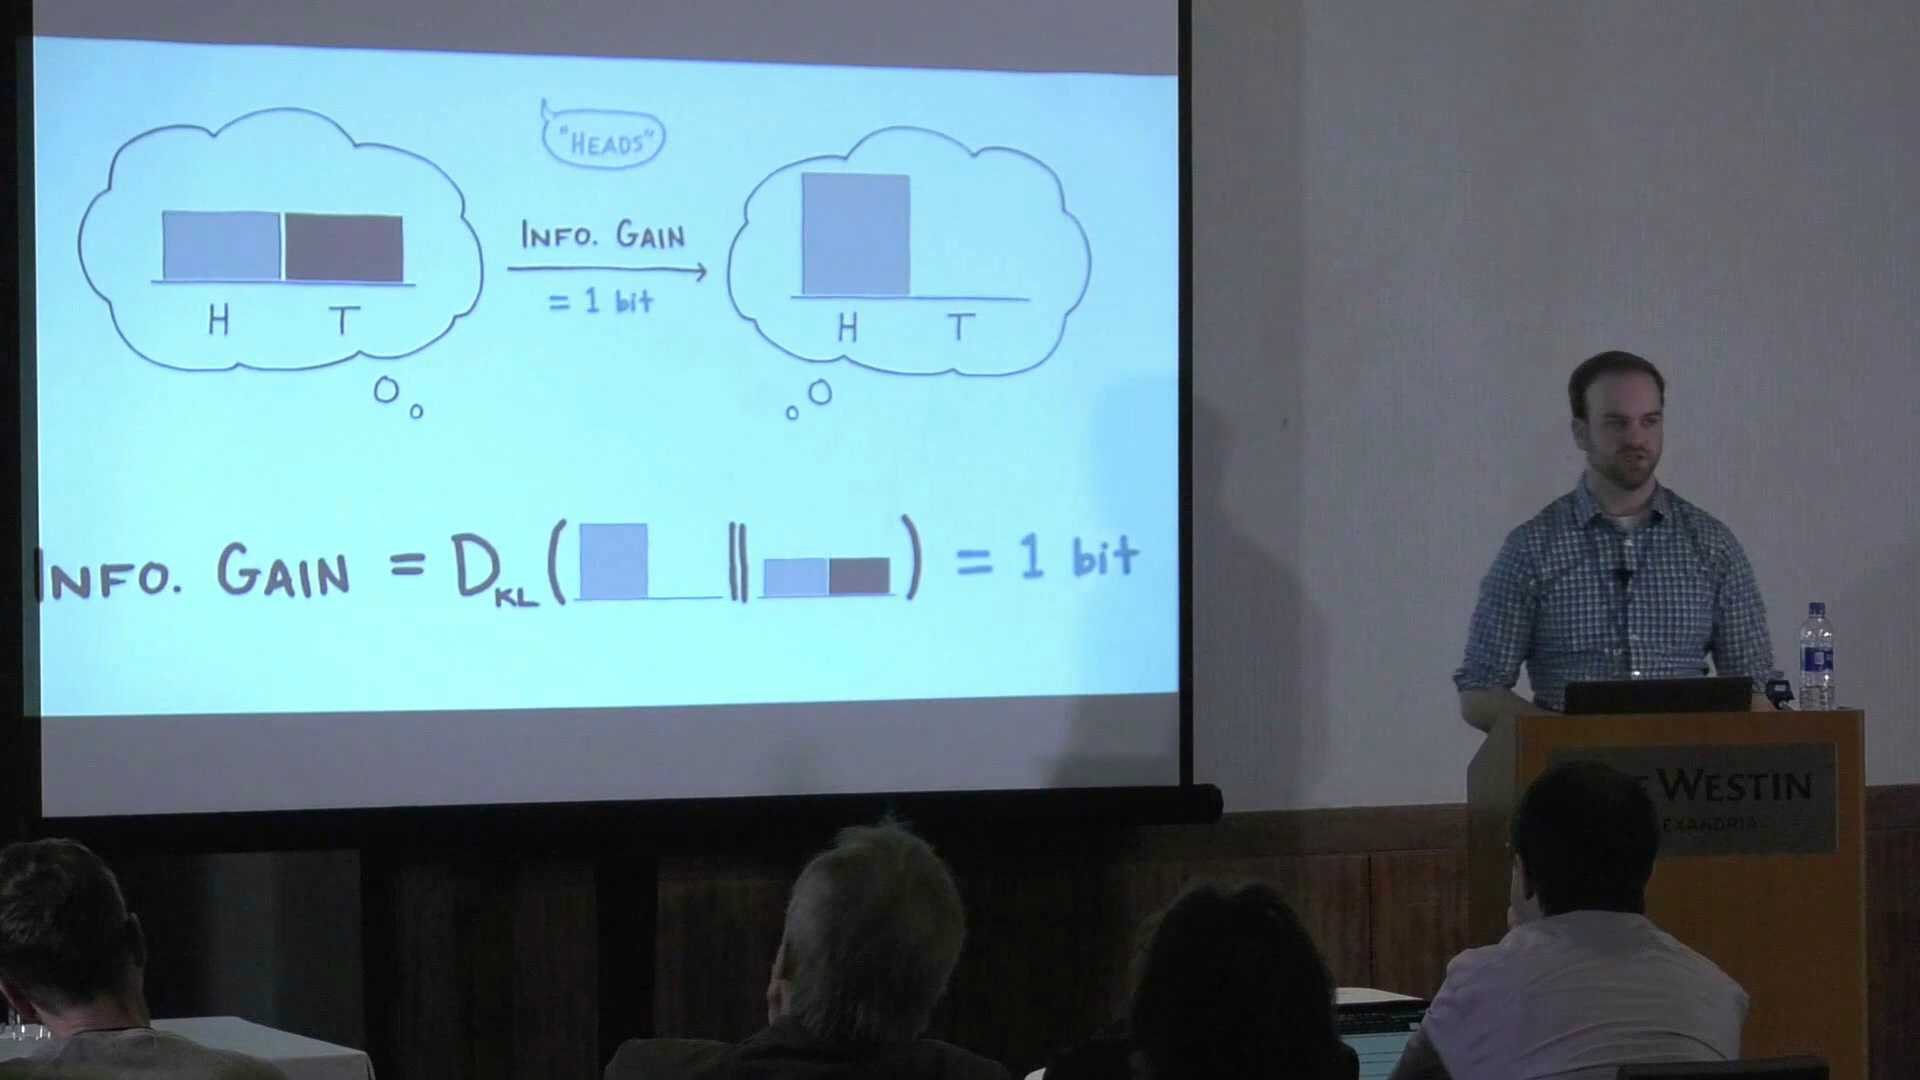 "HEADS"
INFO. GAIN
= 1 bit
H T
H T
INFO. GAIN = DKL( || ) = 1 bit
WESTIN
EXANDRIA